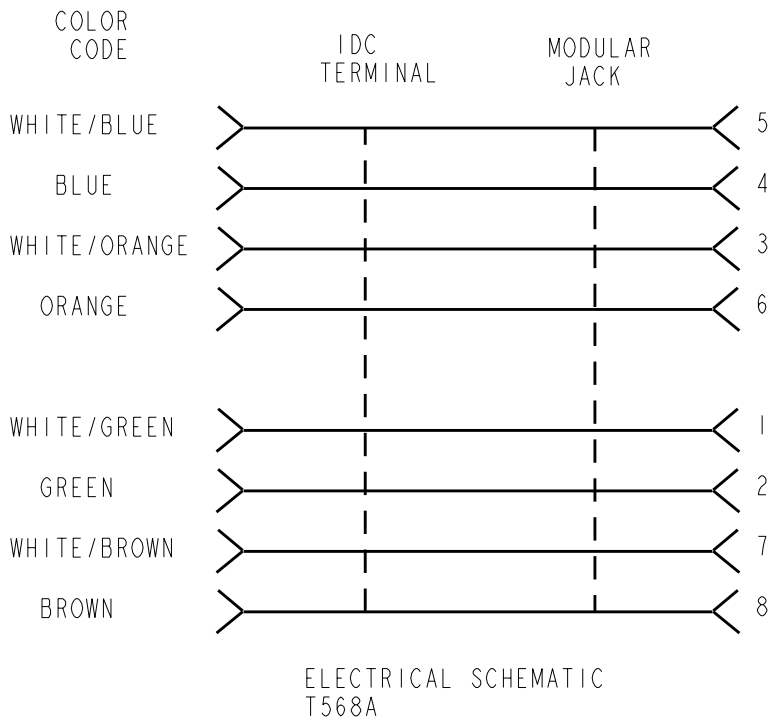 COLOR
CODE
IDC
TERMINAL
MODULAR
JACK
WHITE/BLUE 5
BLUE 4
WHITE/ORANGE 3
ORANGE 6
WHITE/GREEN 1
GREEN 2
WHITE/BROWN 7
BROWN 8
ELECTRICAL SCHEMATIC
T568A